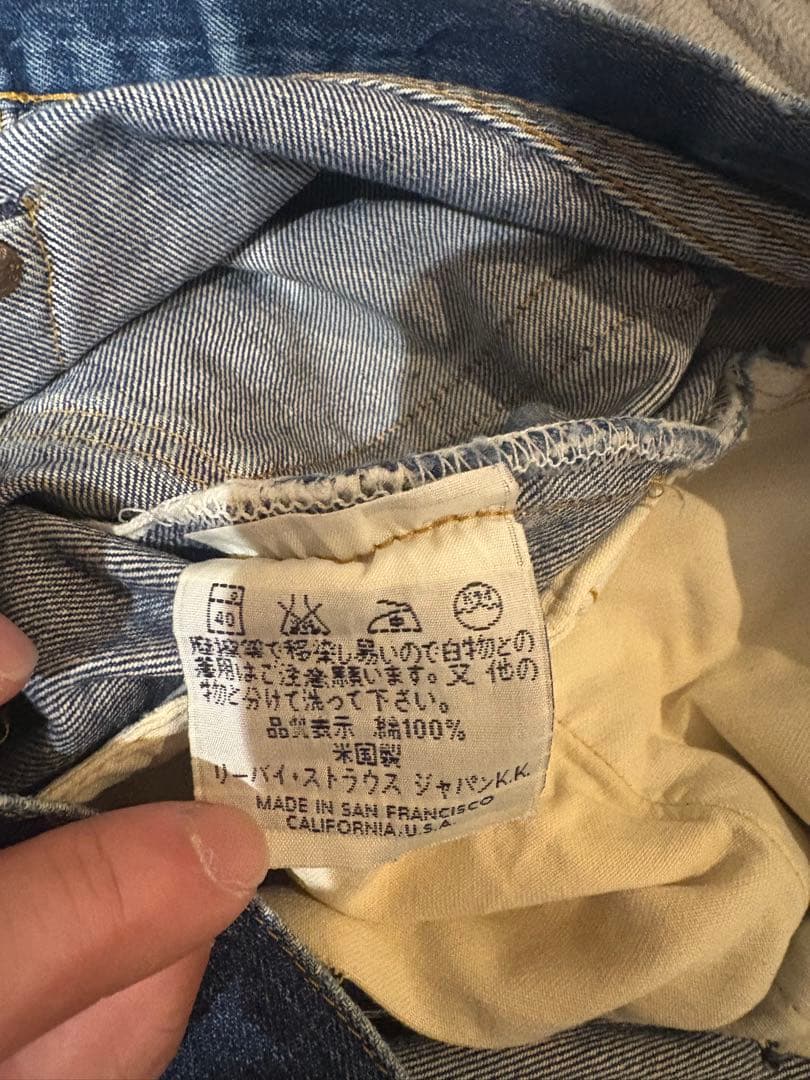 40
摩擦等で移染し易いので白物との
着用はご注意願います。又 他の
物と分けて洗って下さい。
品質表示 綿100%
米国製
リーバイ・ストラウス ジャパンK.K.
MADE IN SAN FRANCISCO
CALIFORNIA.U.S.A.